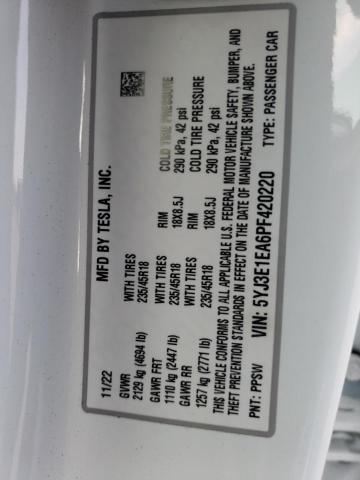 MFD BY TESLA, INC.
11/22
GVWR
2129 kg (4694 lb)
GAWR FRT WITH TIRES RIM COLD TIRE PRESSURE
1110 kg (2447 lb) 235/45R18 18X8.5J 290 kPa, 42 psi
GAWR RR WITH TIRES RIM COLD TIRE PRESSURE
1257 kg (2771 lb) 235/45R18 18X8.5J 290 kPa, 42 psi
THIS VEHICLE CONFORMS TO ALL APPLICABLE U.S. FEDERAL MOTOR VEHICLE SAFETY, BUMPER, AND
THEFT PREVENTION STANDARDS IN EFFECT ON THE DATE OF MANUFACTURE SHOWN ABOVE.
VIN: 5YJ3E1EA6PF420220
PNT: PPSW TYPE: PASSENGER CAR